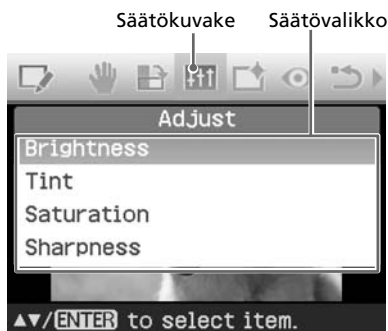 Säätökuvake Säätövalikko
Adjust
Brightness
Tint
Saturation
Sharpness
▲▼/ENTER to select item.